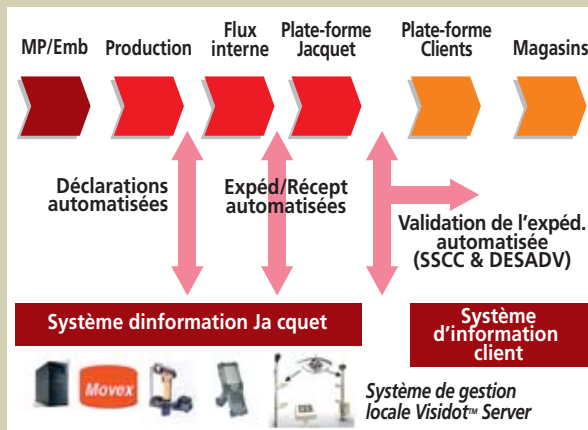 MP/Emb
Production
Flux
interne
Plate-forme
Jacquet
Plate-forme
Clients
Magasins
Déclarations
automatisées
Expéd/Récept
automatisées
Validation de l'expéd.
automatisée
(SSCC & DESADV)
Système dinformation Ja cquet
Système
d'information
client
Movex
Système de gestion
locale Visidot™ Server